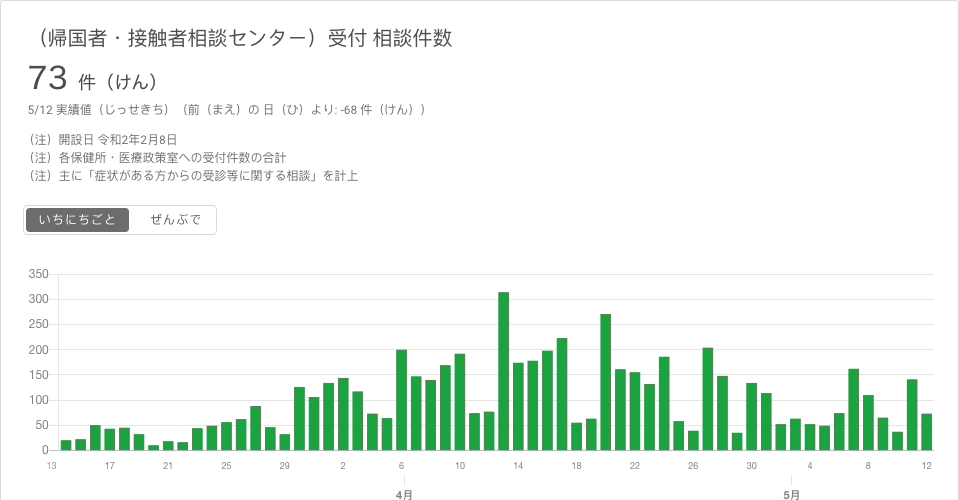 （帰国者・接触者相談センター）受付 相談件数
73 件（けん）
5/12 実績値（じっせきち）（前（まえ）の 日（ひ）より: -68 件（けん））
（注）開設日 令和2年2月8日
（注）各保健所・医療政策室への受付件数の合計
（注）主に「症状がある方からの受診等に関する相談」を計上
いちにちごと ぜんぶで
350
300
250
200
150
100
50
0
13 17 21 25 29 2 6 10 14 18 22 26 30 4 8 12
4月 5月